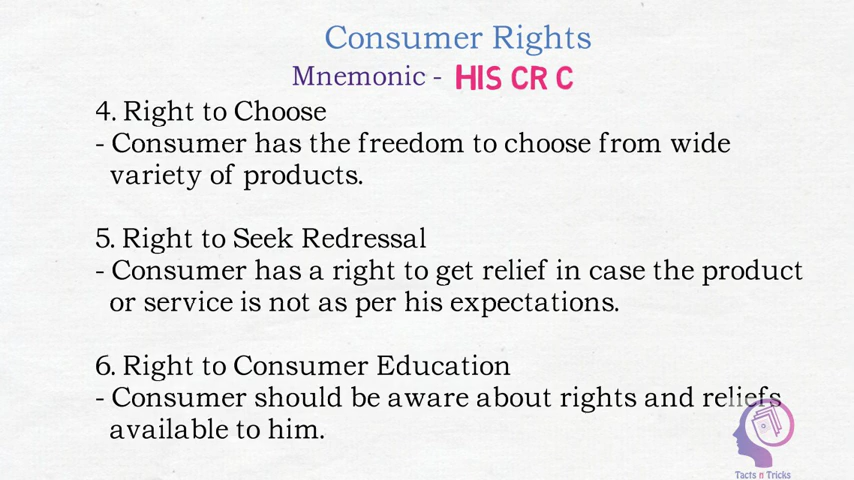 Consumer Rights
Mnemonic - HIS CR C
4. Right to Choose
- Consumer has the freedom to choose from wide
variety of products.
5. Right to Seek Redressal
- Consumer has a right to get relief in case the product
or service is not as per his expectations.
6. Right to Consumer Education
- Consumer should be aware about rights and reliefs
available to him.
Tacts n Tricks